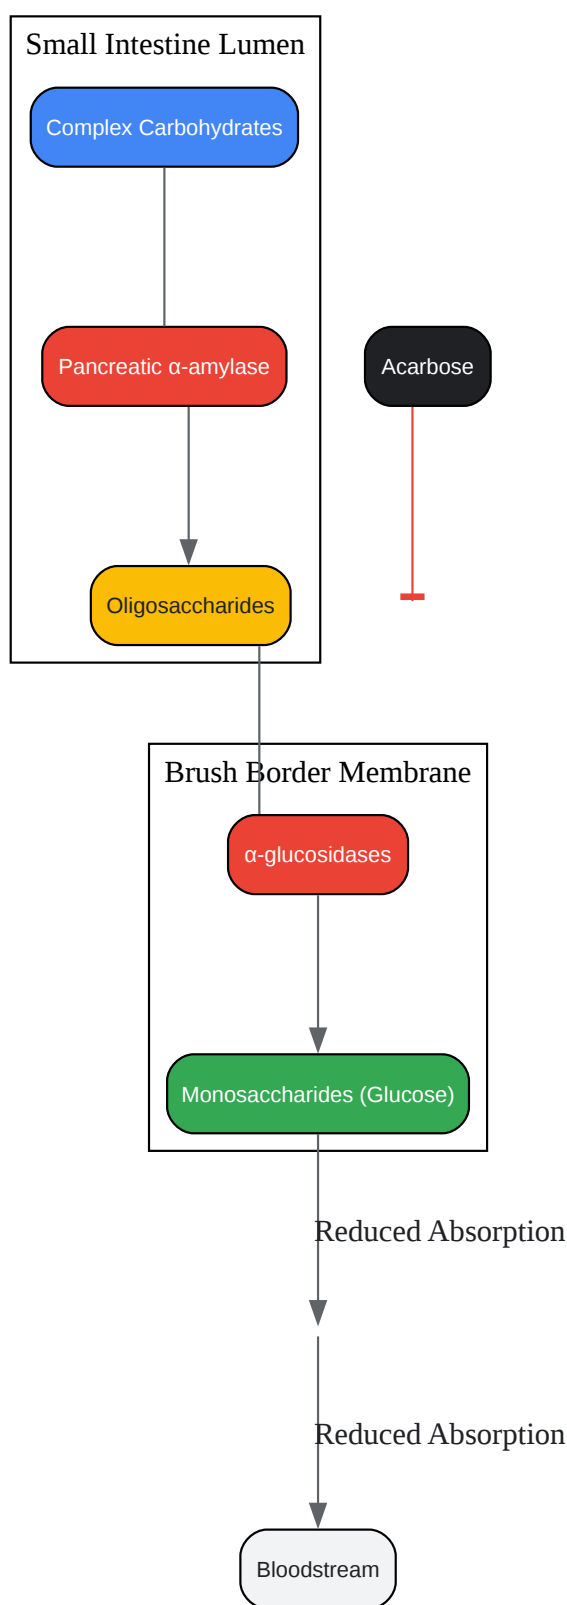 Small Intestine Lumen
Complex Carbohydrates
Pancreatic α-amylase
Acarbose
Oligosaccharides
Brush Border Membrane
α-glucosidases
Monosaccharides (Glucose)
Reduced Absorption
Reduced Absorption
Bloodstream